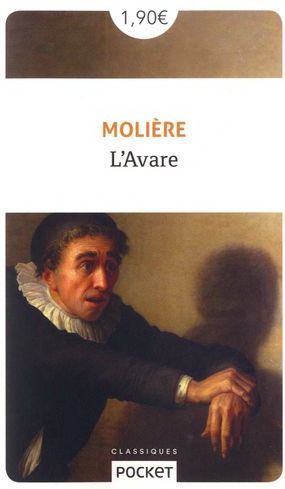 1,90€
MOLIÈRE
L'Avare
CLASSIQUES
POCKET